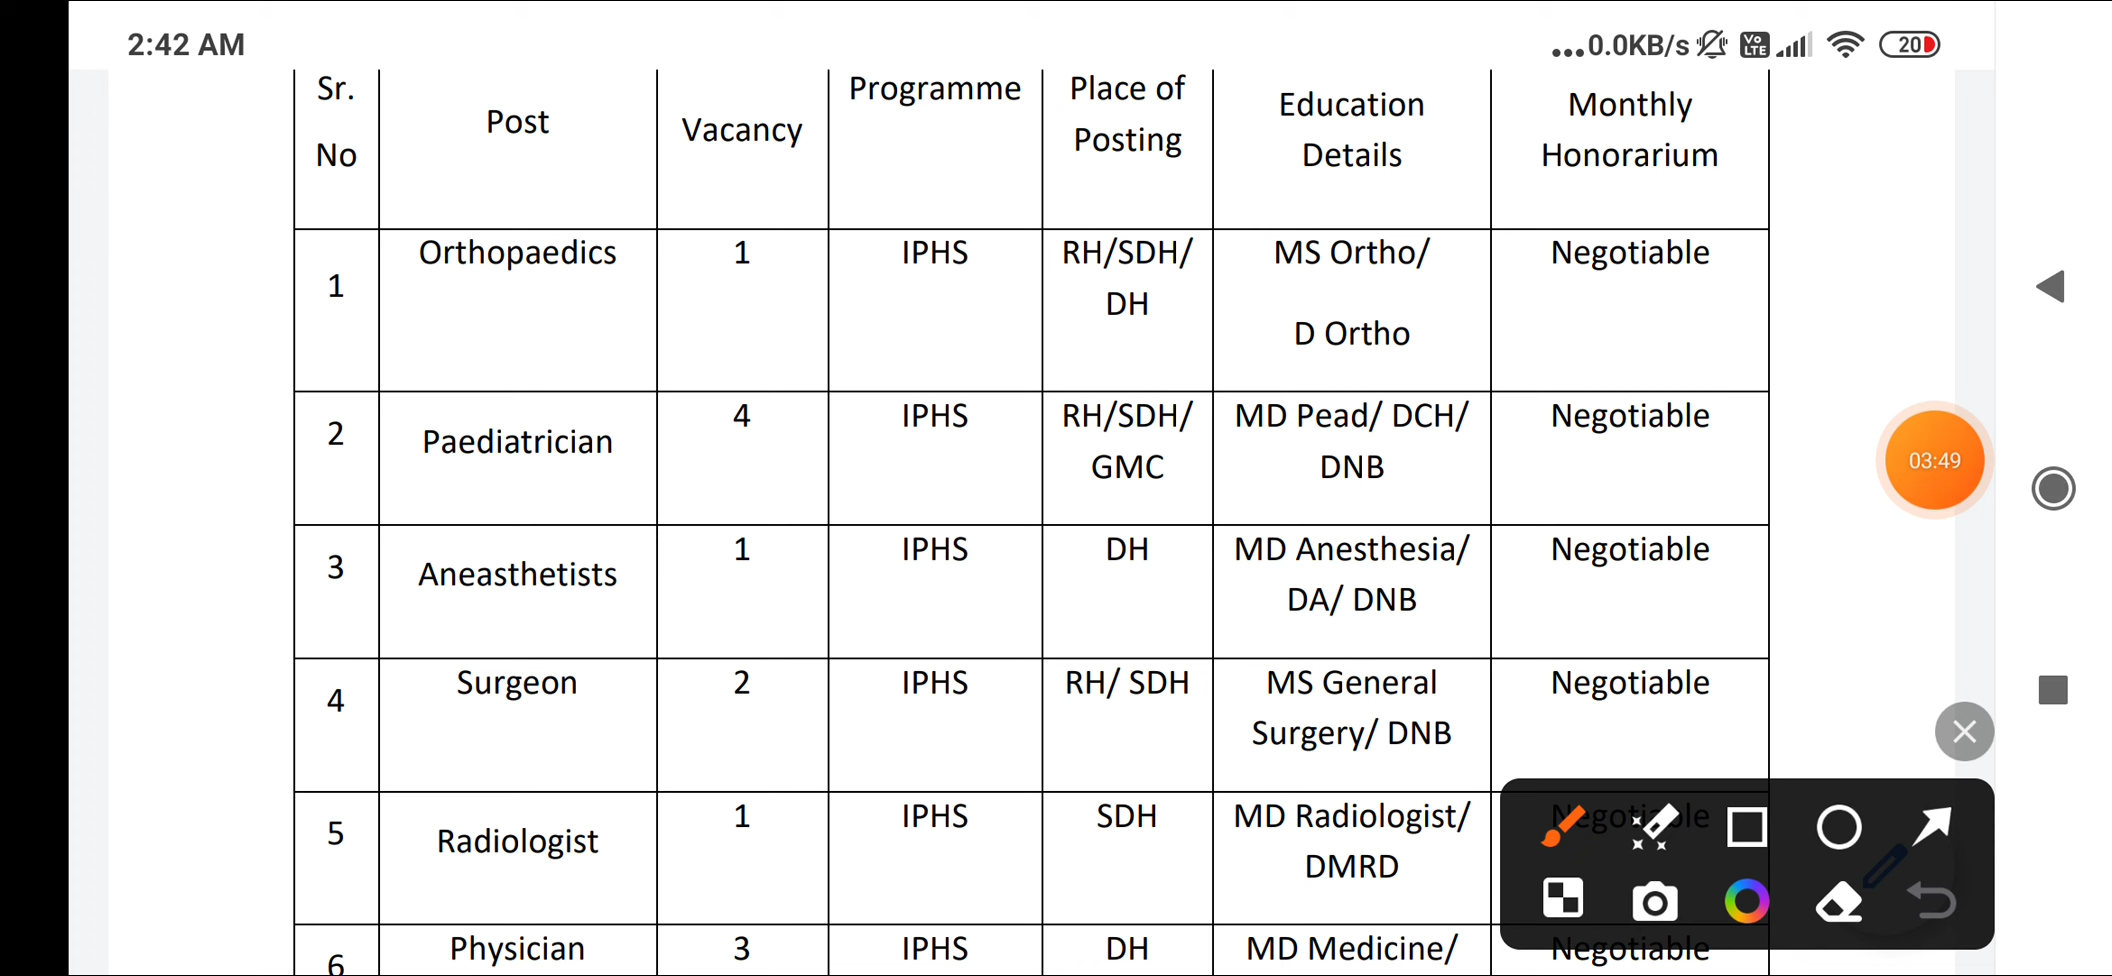 2:42 AM
...0.0KB/s Vo LTE 20
Sr. No Post Vacancy Programme Place of Posting Education Details Monthly Honorarium
1 Orthopaedics 1 IPHS RH/SDH/ DH MS Ortho/ D Ortho Negotiable
2 Paediatrician 4 IPHS RH/SDH/ GMC MD Pead/ DCH/ DNB Negotiable
03:49
3 Aneasthetists 1 IPHS DH MD Anesthesia/ DA/ DNB Negotiable
4 Surgeon 2 IPHS RH/ SDH MS General Surgery/ DNB Negotiable
5 Radiologist 1 IPHS SDH MD Radiologist/ DMRD Negotiable
6 Physician 3 IPHS DH MD Medicine/ Negotiable